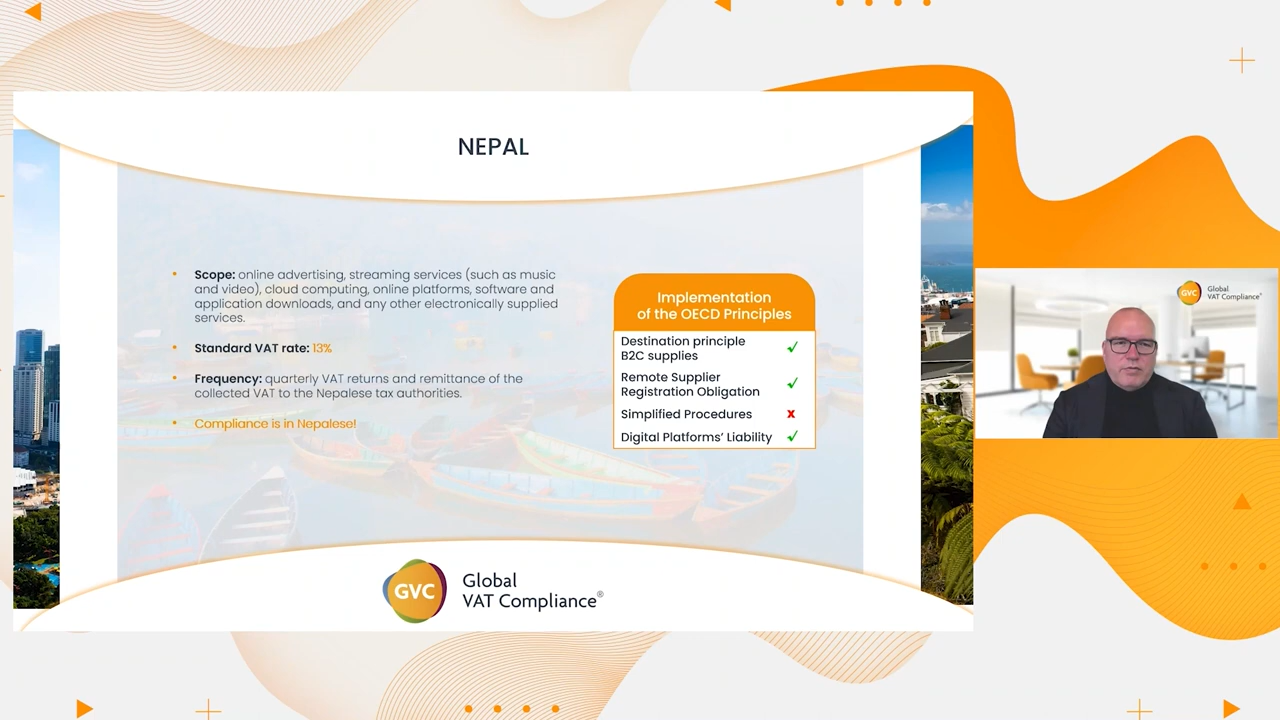 NEPAL
• Scope: online advertising, streaming services (such as music
and video), cloud computing, online platforms, software and
application downloads, and any other electronically supplied
services.
• Standard VAT rate: 13%
• Frequency: quarterly VAT returns and remittance of the
collected VAT to the Nepalese tax authorities.
• Compliance is in Nepalese!
Implementation
of the OECD Principles
Destination principle
B2C supplies ✓
Remote Supplier
Registration Obligation ✓
Simplified Procedures x
Digital Platforms’ Liability ✓
GVC Global
VAT Compliance®
GVC Global
VAT Compliance®